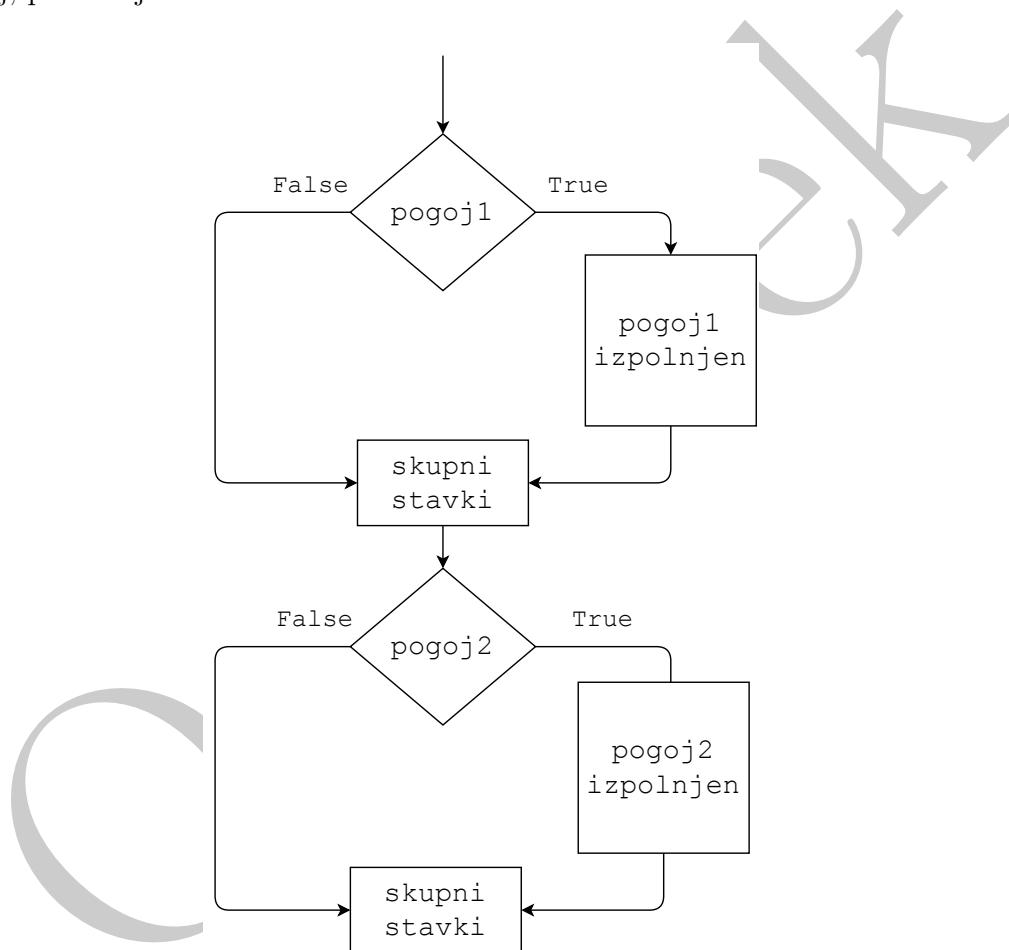 False
True
pogoj1
pogoj1
izpolnjen
skupni
stavki
False
True
pogoj2
pogoj2
izpolnjen
skupni
stavki